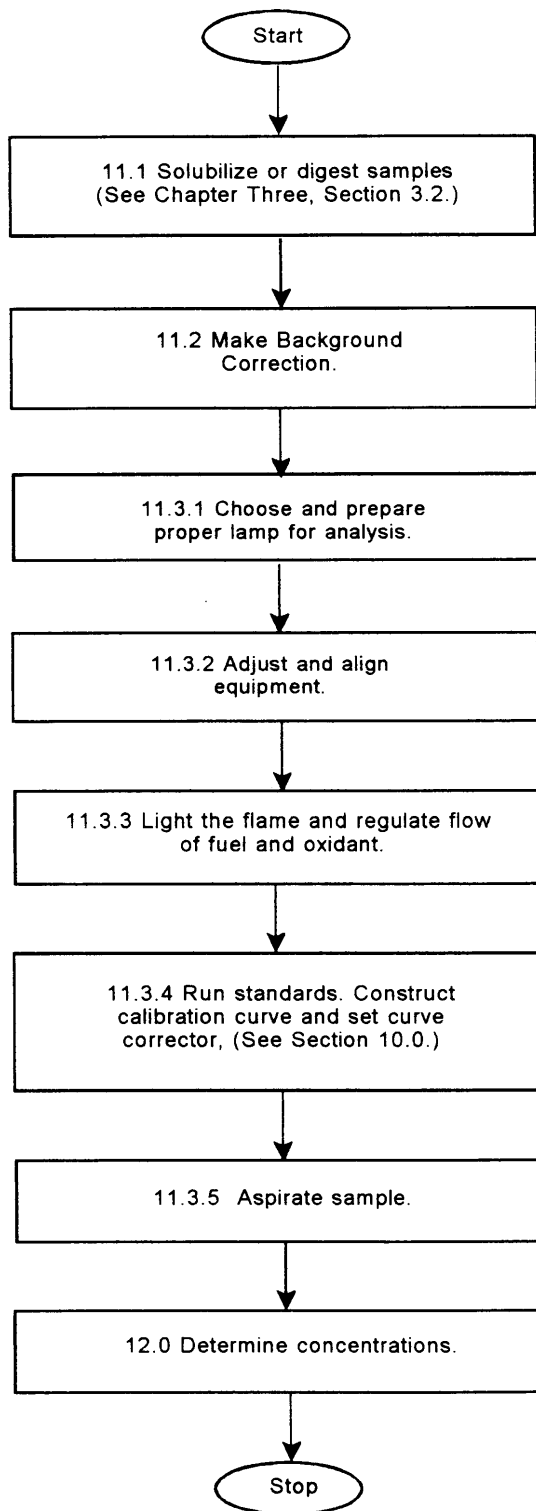 Start
11.1 Solubilize or digest samples
(See Chapter Three, Section 3.2.)
11.2 Make Background
Correction.
11.3.1 Choose and prepare
proper lamp for analysis.
11.3.2 Adjust and align
equipment.
11.3.3 Light the flame and regulate flow
of fuel and oxidant.
11.3.4 Run standards. Construct
calibration curve and set curve
corrector, (See Section 10.0.)
11.3.5 Aspirate sample.
12.0 Determine concentrations.
Stop